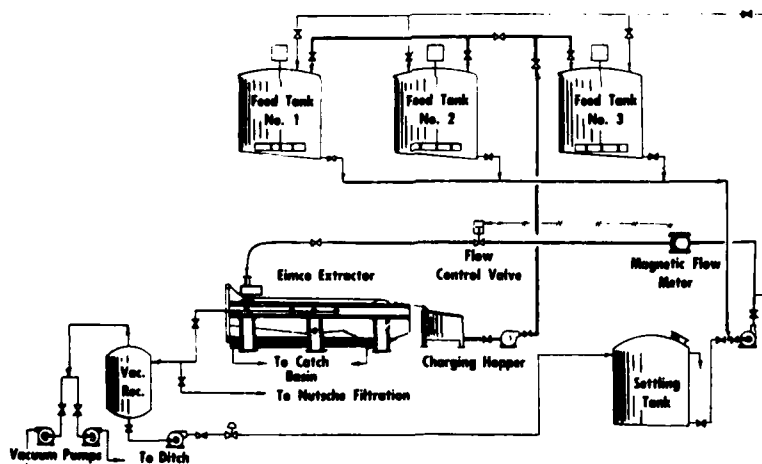 Feed Tank
No. 1
Feed Tank
No. 2
Feed Tank
No. 3
Flow
Control Valve
Magnetic Flow
Meter
Eimco Extractor
Charging Hopper
To Catch
Basin
To Nutsche Filtration
Vac.
Rec.
Settling
Tank
Vacuum Pumps
To Ditch